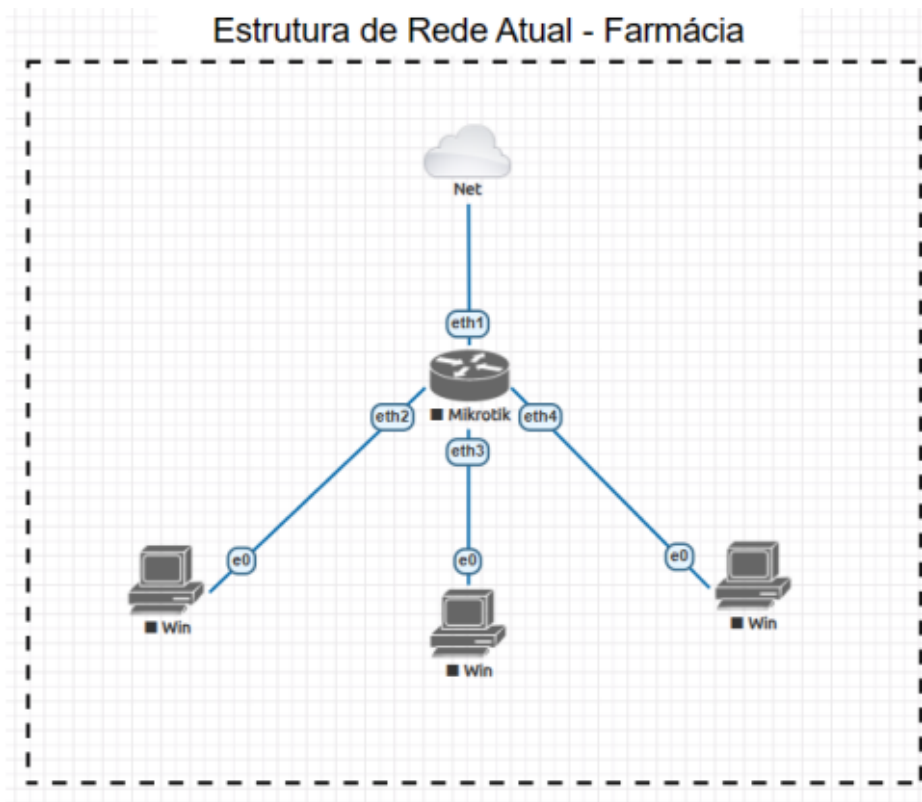 Estrutura de Rede Atual - Farmácia
Net
eth1
Mikrotik
eth2
eth4
eth3
e0
e0
e0
Win
Win
Win